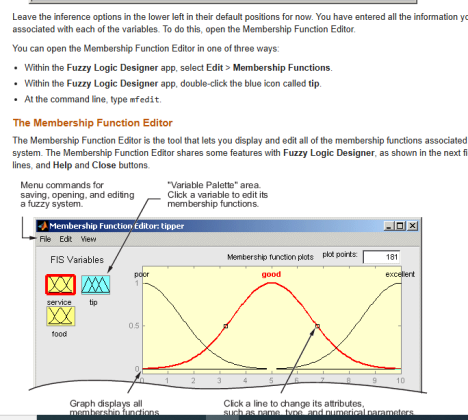 Leave the inference options in the lower left in their default positions for now. You have entered all the information
associated with each of the variables. To do this, open the Membership Function Editor.
You can open the Membership Function Editor in one of three ways:
• Within the Fuzzy Logic Designer app, select Edit > Membership Functions.
• Within the Fuzzy Logic Designer app, double-click the blue icon called tip.
• At the command line, type mfedit.
The Membership Function Editor
The Membership Function Editor is the tool that lets you display and edit all of the membership functions associated
system. The Membership Function Editor shares some features with Fuzzy Logic Designer, as shown in the next
lines, and Help and Close buttons.
Menu commands for
saving, opening, and editing
a fuzzy system.
"Variable Palette" area.
Click a variable to edit its
membership functions.
Membership Function Editor: tipper
File Edit View
FIS Variables
Membership function plots plot points: 181
service
tip
food
poor good excellent
1
0.5
0
0 1 2 3 4 5 6 7 8 9 10
Graph displays all
membership functions
Click a line to change its attributes,
such as name, type, and numerical parameters.